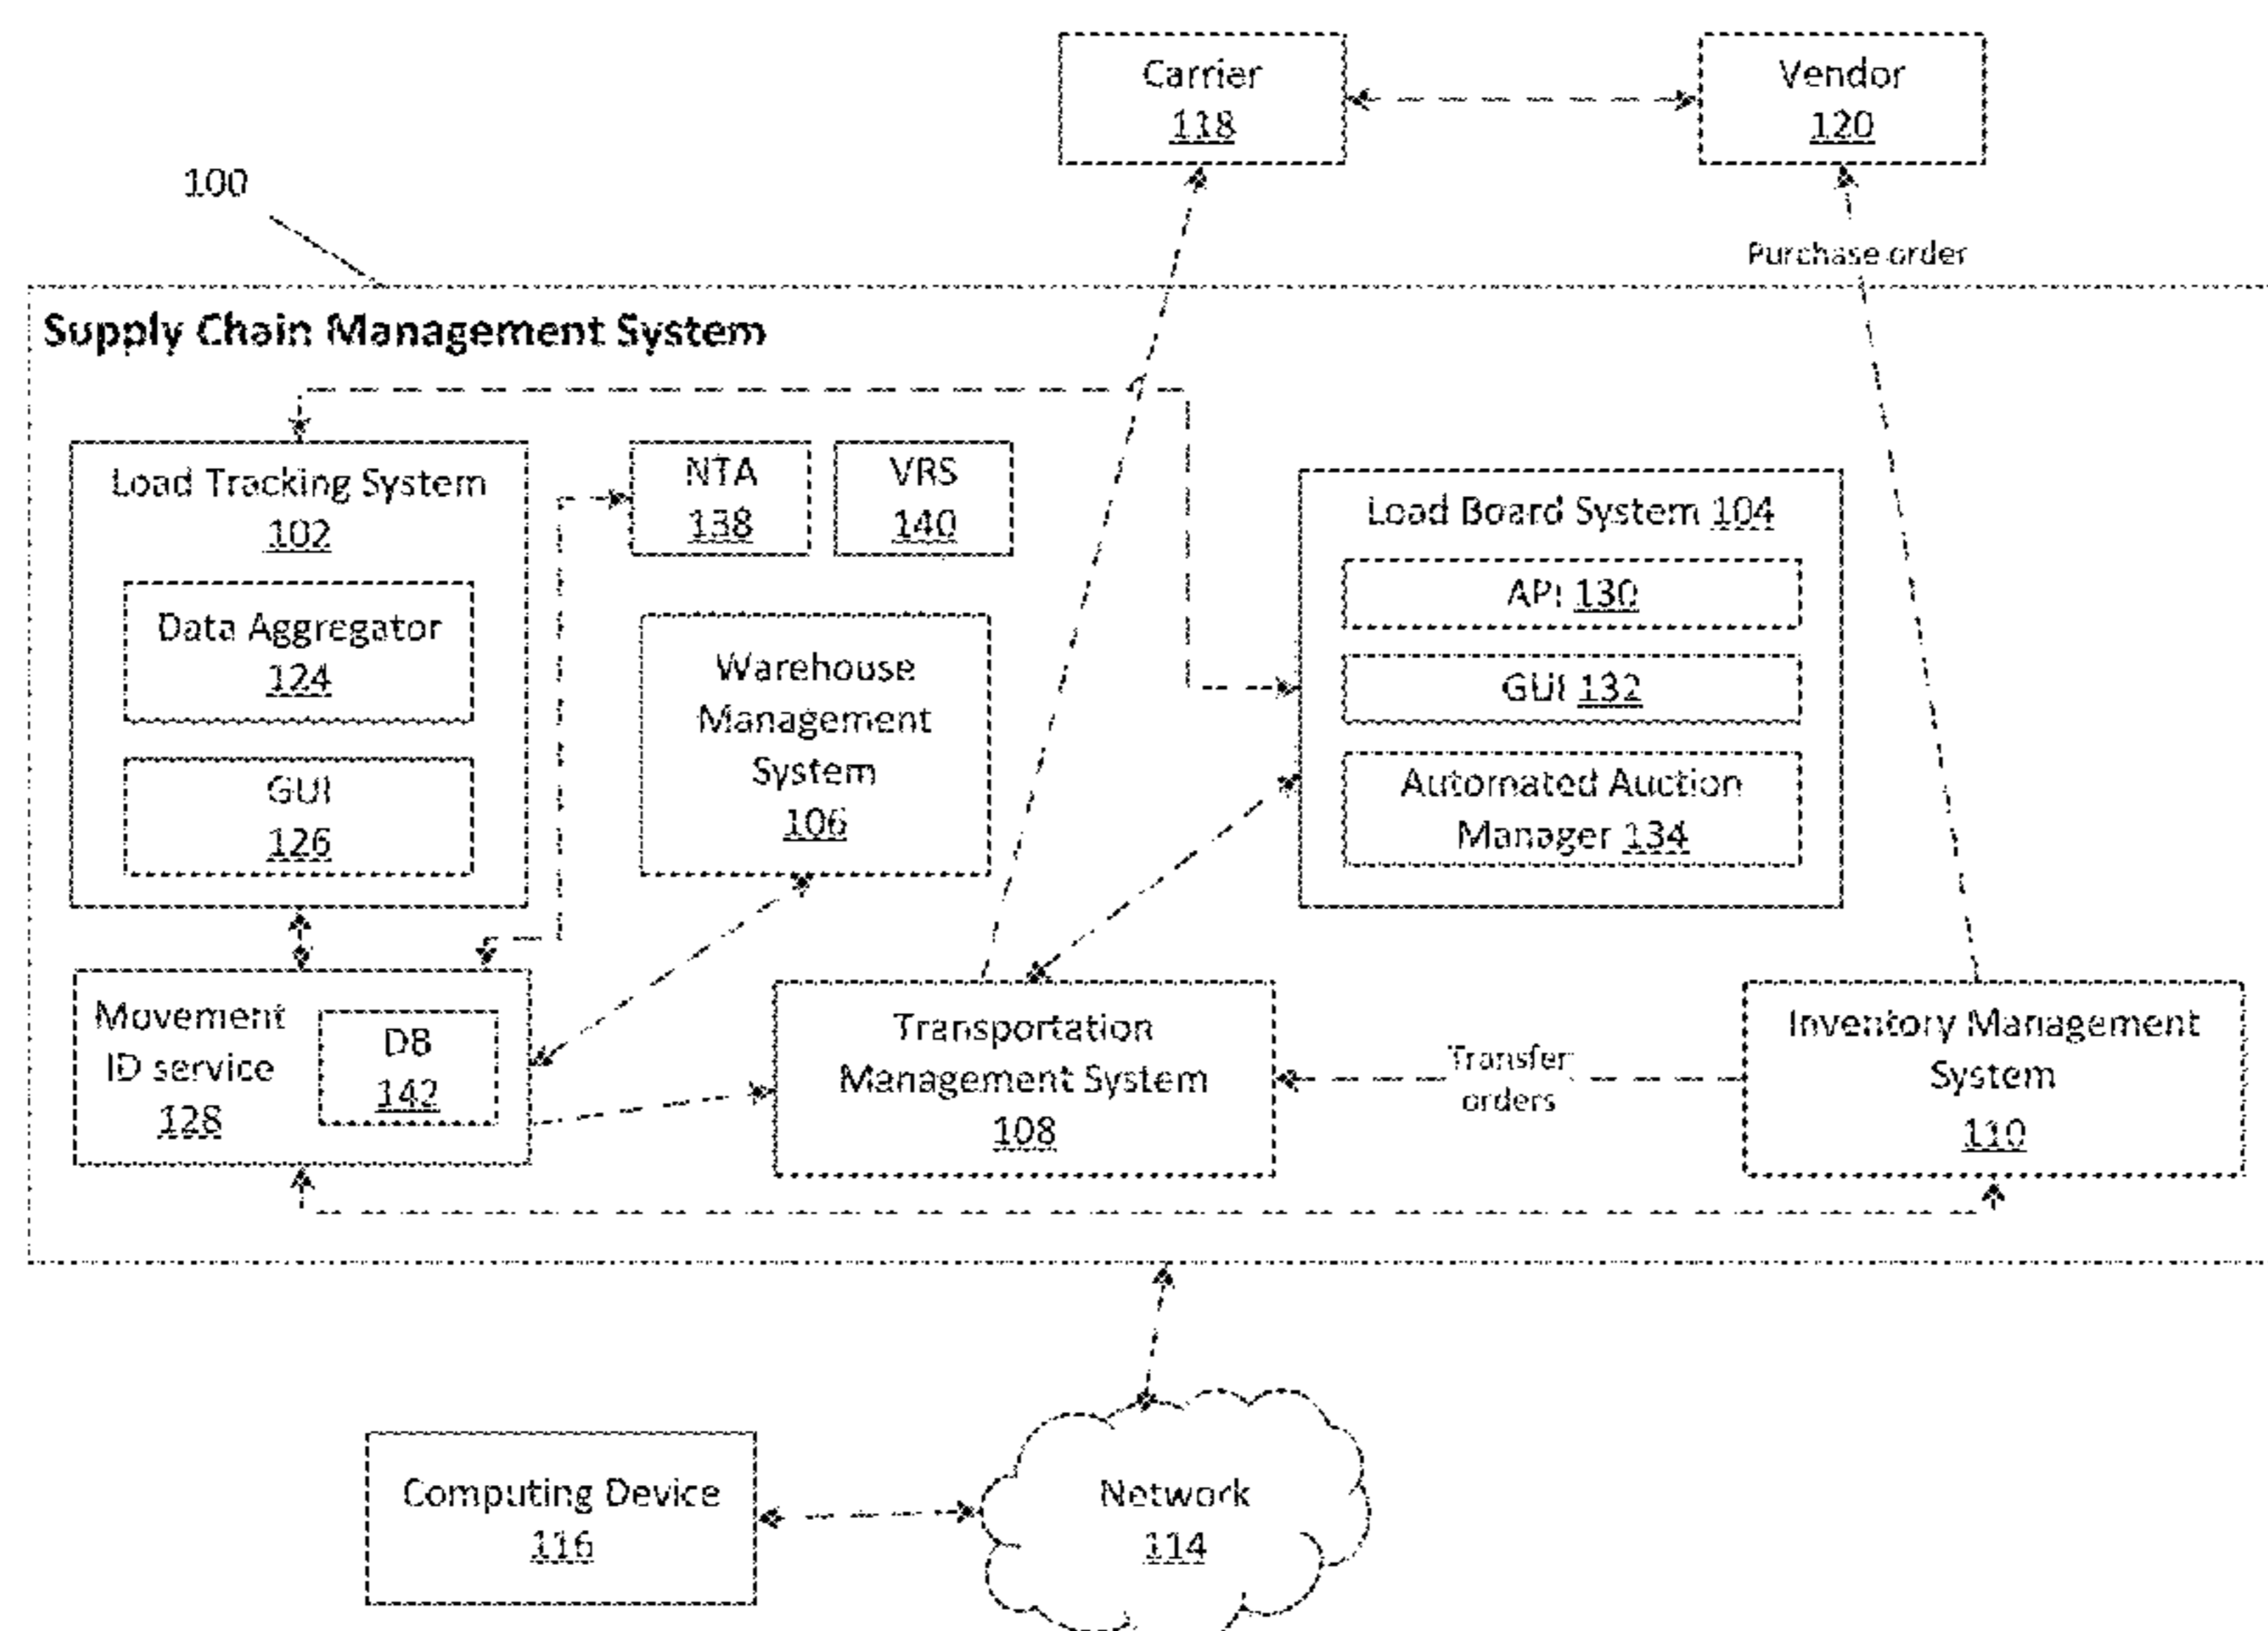 Carrier
118
Vendor
120
100
Purchase order
Supply Chain Management System
Load Tracking System
102
Data Aggregator
124
GUI
126
NTA
138
VRS
140
Warehouse
Management
System
106
Load Board System 104
API 130
GUI 132
Automated Auction
Manager 134
Movement
ID service
128
DB
142
Transportation
Management System
108
Transfer
orders
Inventory Management
System
110
Computing Device
116
Network
114